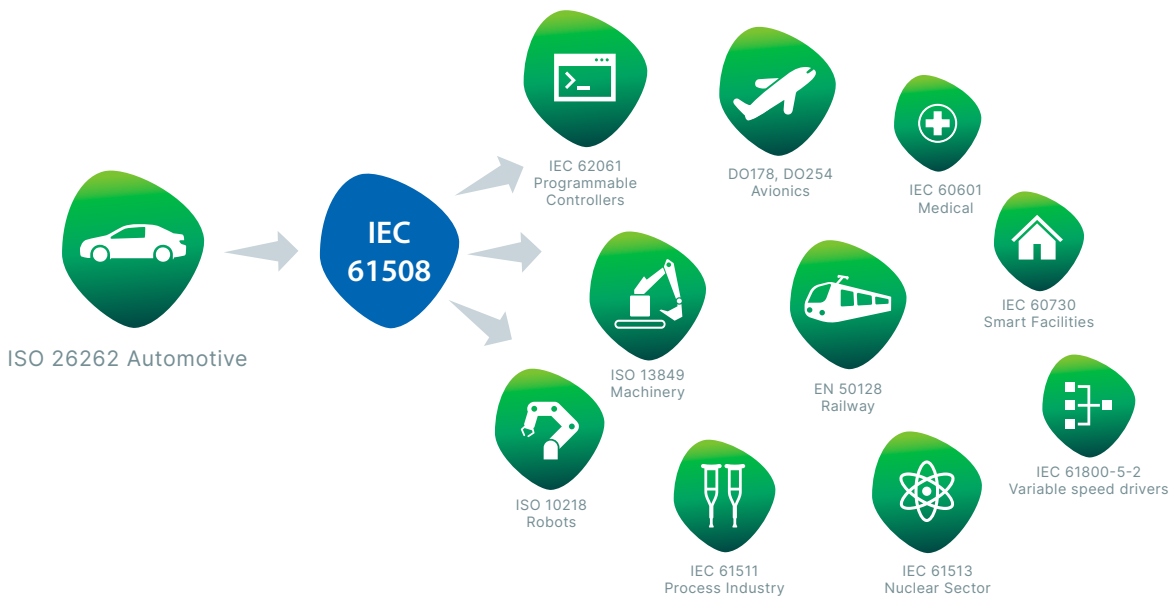 ISO 26262 Automotive
IEC
61508
IEC 62061
Programmable
Controllers
DO178, DO254
Avionics
IEC 60601
Medical
IEC 60730
Smart Facilities
ISO 13849
Machinery
EN 50128
Railway
IEC 61800-5-2
Variable speed drivers
ISO 10218
Robots
IEC 61511
Process Industry
IEC 61513
Nuclear Sector